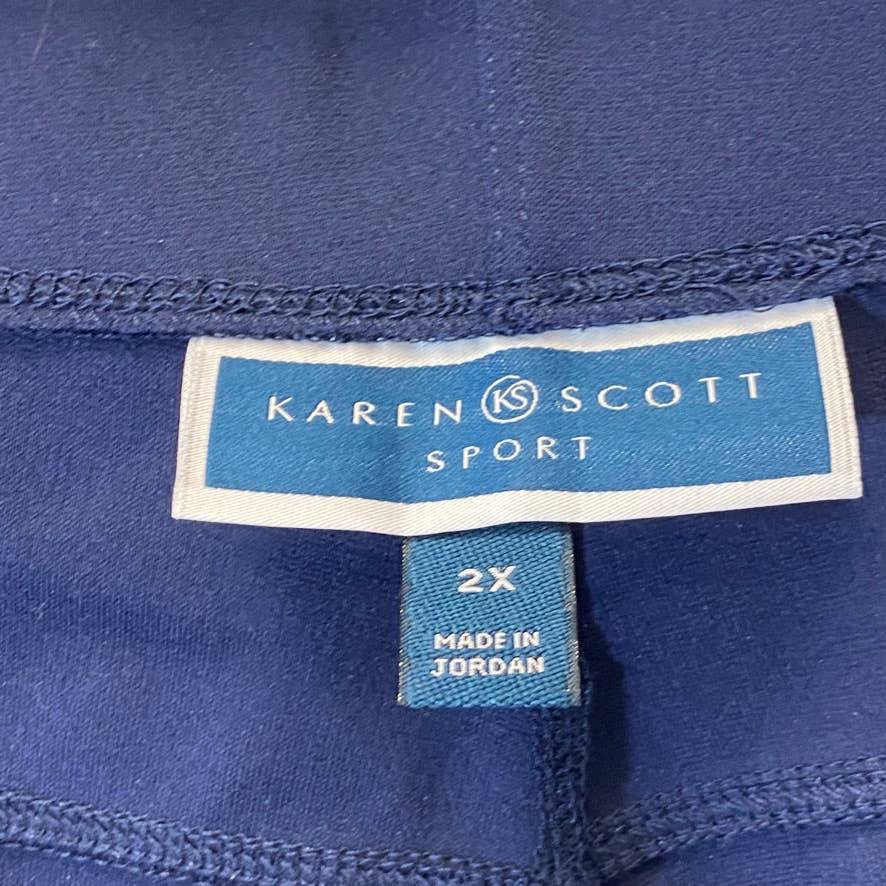 KAREN KS SCOTT
SPORT
2X
MADE IN
JORDAN